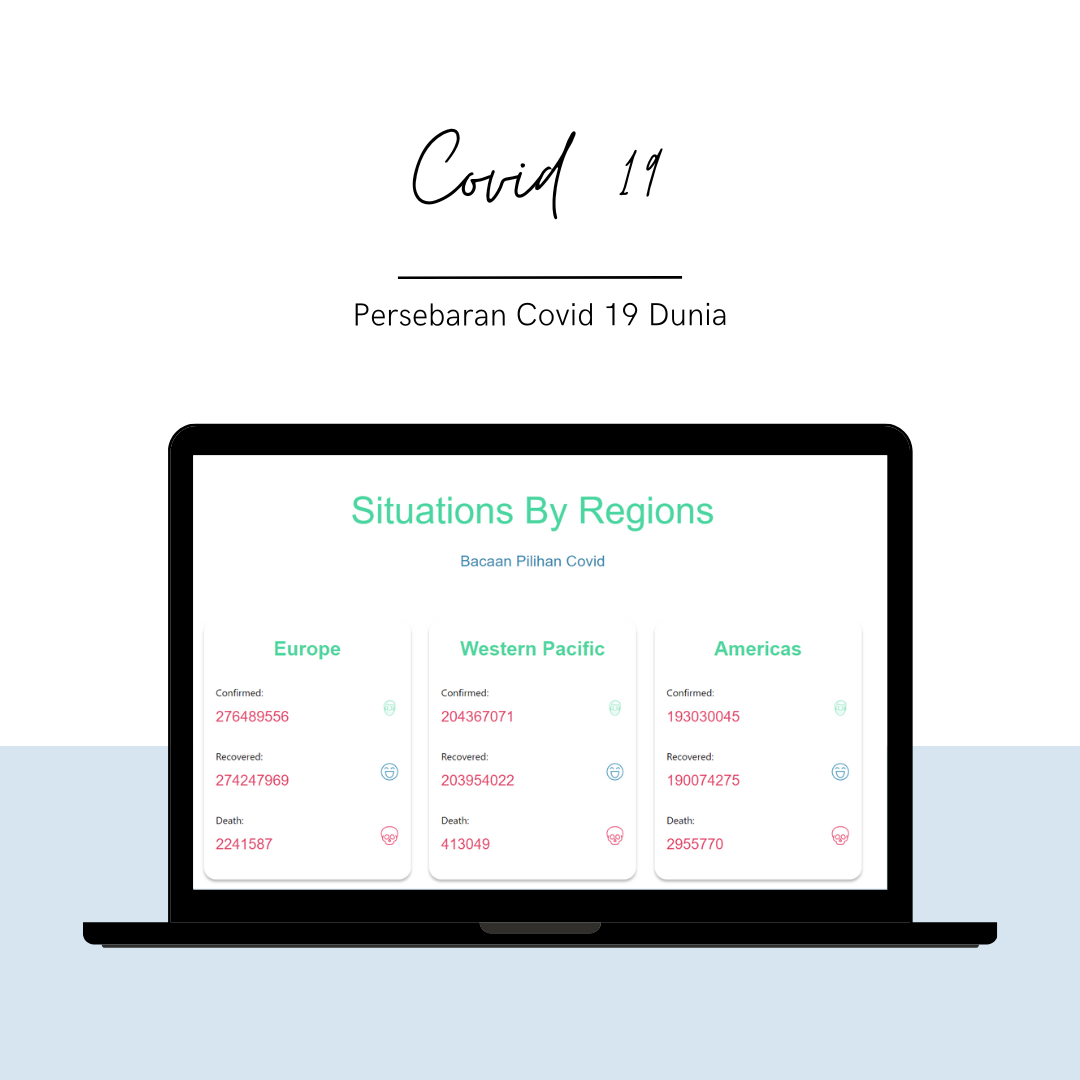 Covid 19
Persebaran Covid 19 Dunia
Situations By Regions
Bacaan Pilihan Covid
Europe
Confirmed:
276489556
Recovered:
274247969
Death:
2241587
Western Pacific
Confirmed:
204367071
Recovered:
203954022
Death:
413049
Americas
Confirmed:
193030045
Recovered:
190074275
Death:
2955770